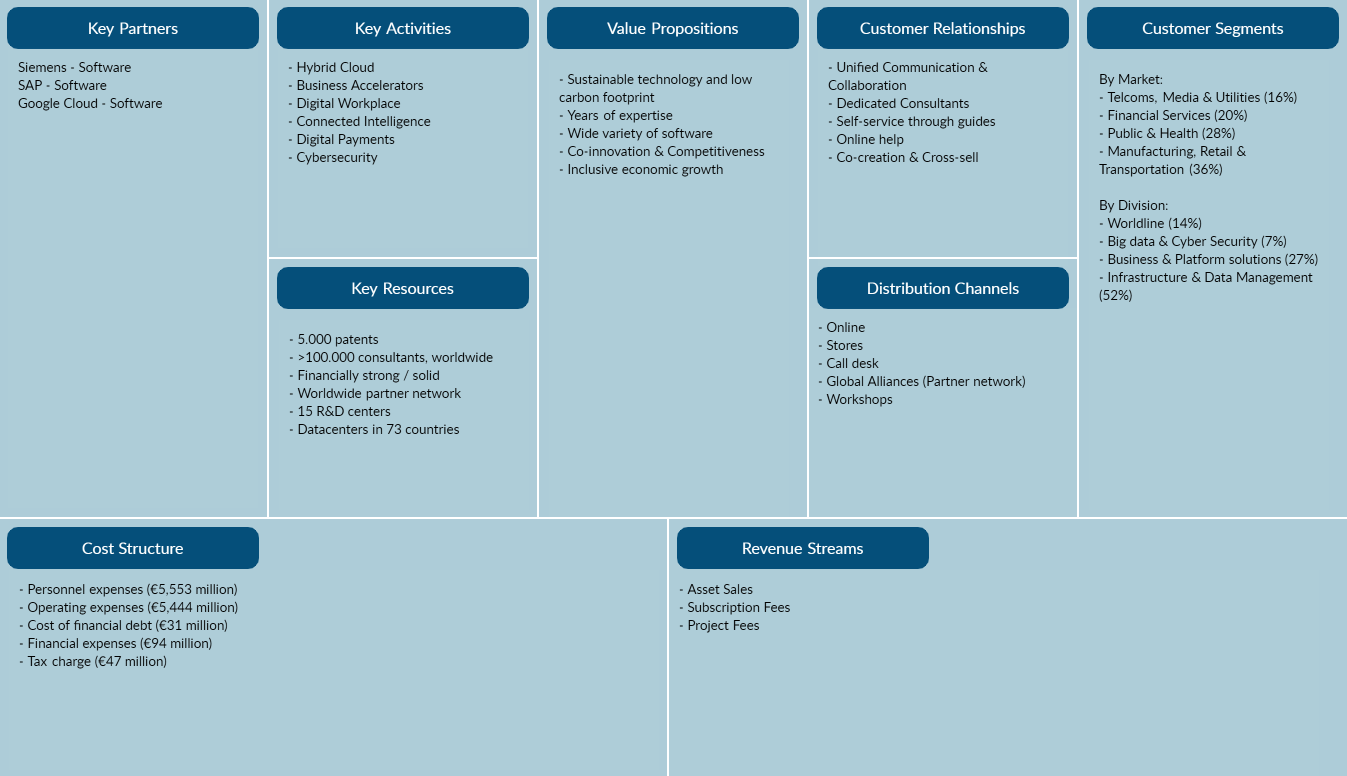 Key Partners
Siemens - Software
SAP - Software
Google Cloud - Software
Key Activities
- Hybrid Cloud
- Business Accelerators
- Digital Workplace
- Connected Intelligence
- Digital Payments
- Cybersecurity
Key Resources
- 5.000 patents
- >100.000 consultants, worldwide
- Financially strong / solid
- Worldwide partner network
- 15 R&D centers
- Datacenters in 73 countries
Value Propositions
- Sustainable technology and low
carbon footprint
- Years of expertise
- Wide variety of software
- Co-innovation & Competitiveness
- Inclusive economic growth
Customer Relationships
- Unified Communication &
Collaboration
- Dedicated Consultants
- Self-service through guides
- Online help
- Co-creation & Cross-sell
Distribution Channels
- Online
- Stores
- Call desk
- Global Alliances (Partner network)
- Workshops
Customer Segments
By Market:
- Telcoms, Media & Utilities (16%)
- Financial Services (20%)
- Public & Health (28%)
- Manufacturing, Retail &
Transportation (36%)
By Division:
- Worldline (14%)
- Big data & Cyber Security (7%)
- Business & Platform solutions (27%)
- Infrastructure & Data Management
(52%)
Cost Structure
- Personnel expenses (€5,553 million)
- Operating expenses (€5,444 million)
- Cost of financial debt (€31 million)
- Financial expenses (€94 million)
- Tax charge (€47 million)
Revenue Streams
- Asset Sales
- Subscription Fees
- Project Fees